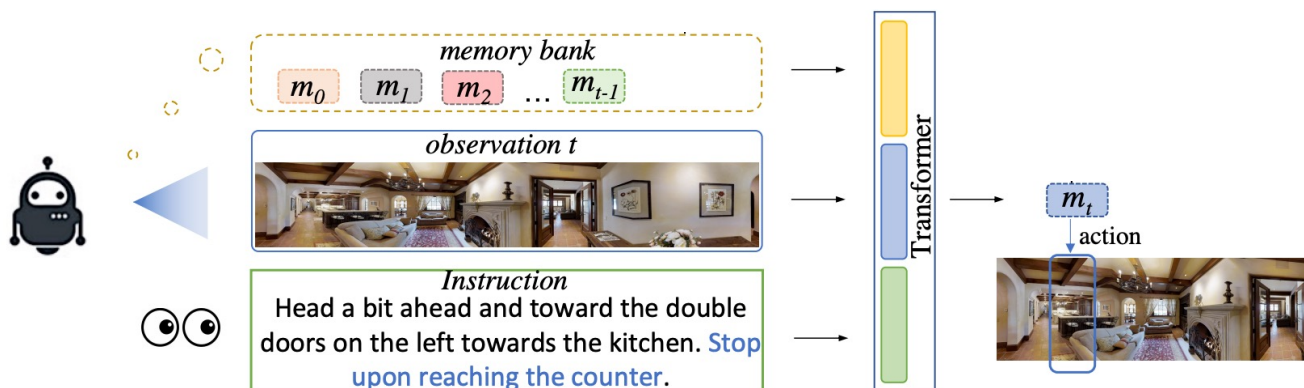 memory bank
m0 m1 m2 ... mt-1
observation t
Instruction
Head a bit ahead and toward the double
doors on the left towards the kitchen. Stop
upon reaching the counter.
Transformer
mt
action